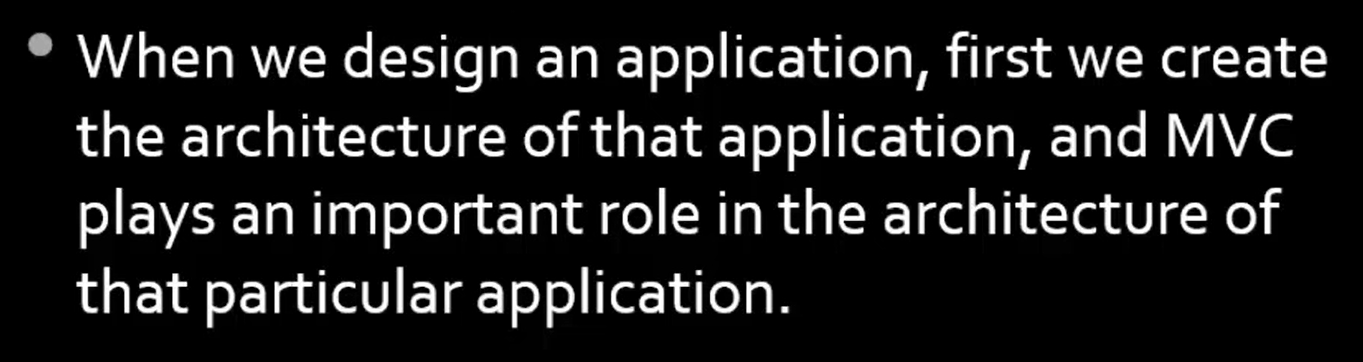 • When we design an application, first we create
the architecture of that application, and MVC
plays an important role in the architecture of
that particular application.